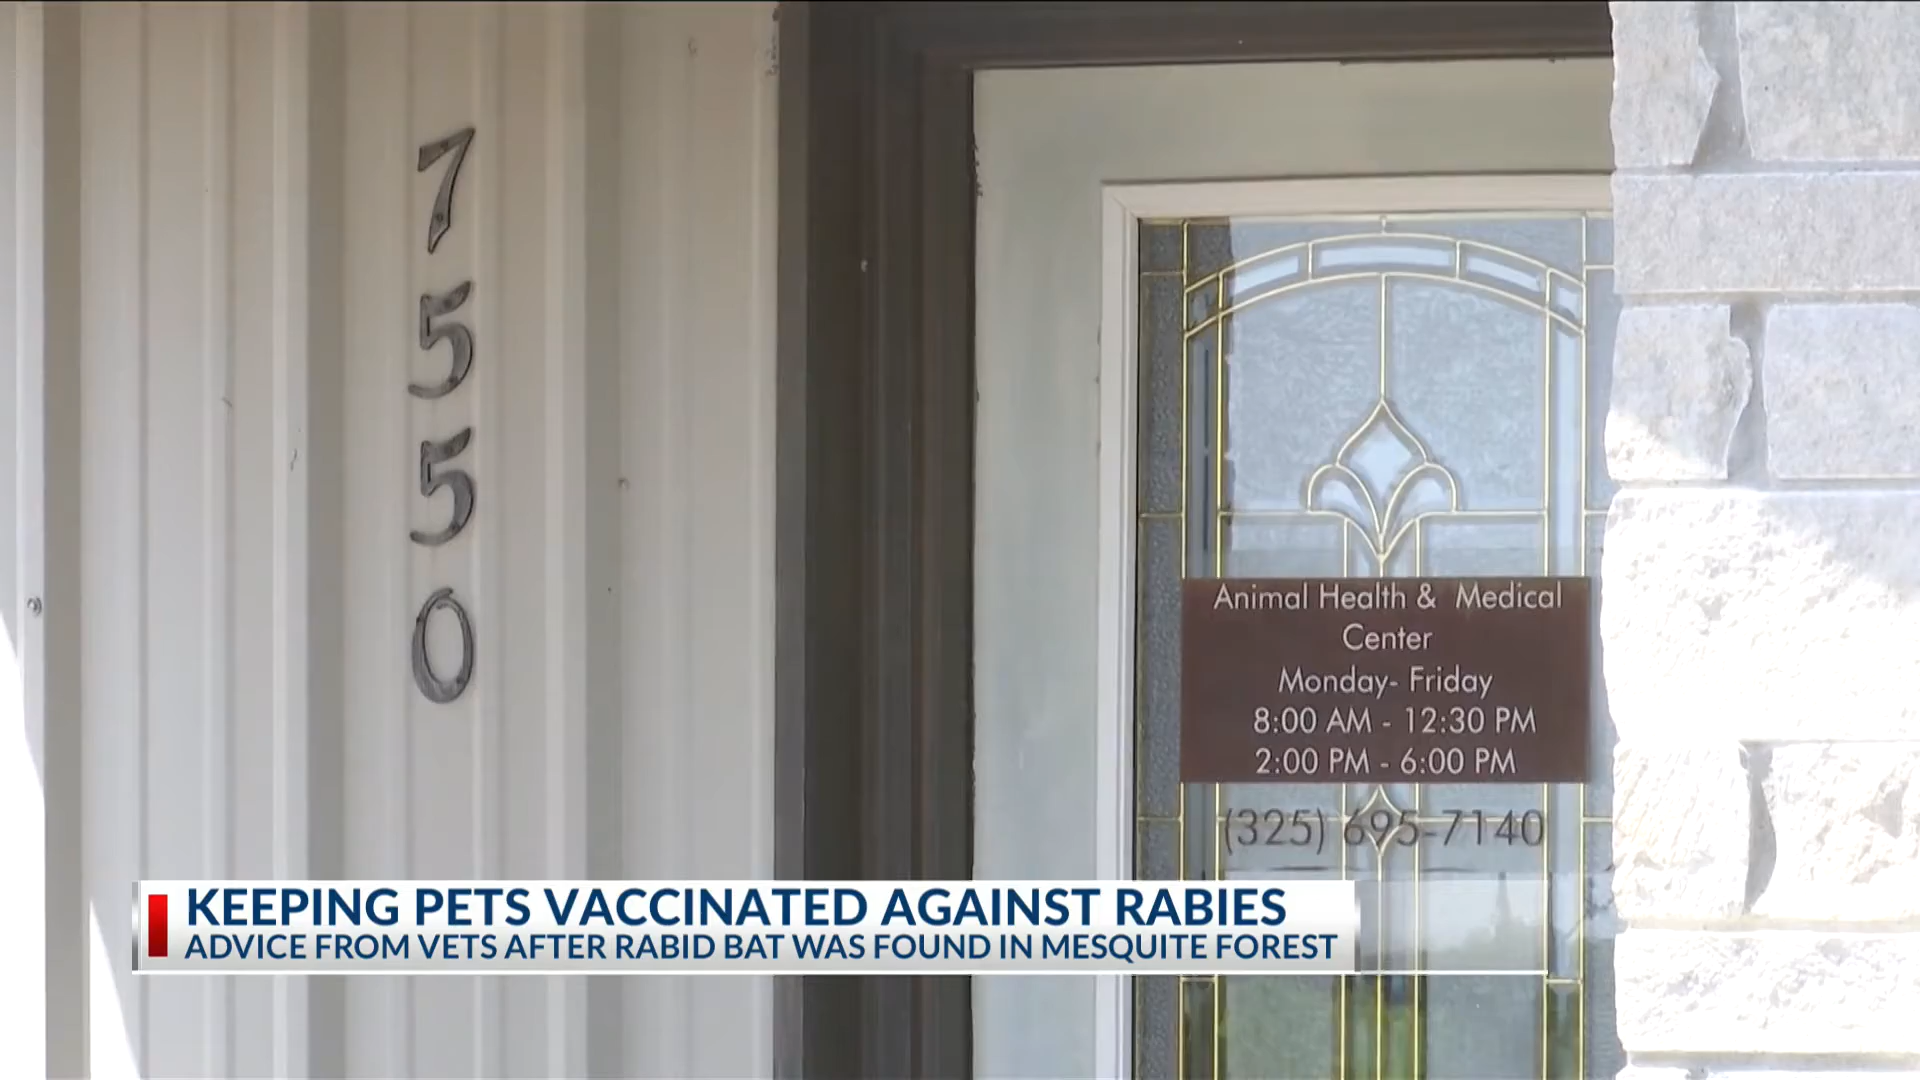 7
5
5
0
Animal Health & Medical
Center
Monday- Friday
8:00 AM - 12:30 PM
2:00 PM - 6:00 PM
(325) 695-7140
KEEPING PETS VACCINATED AGAINST RABIES
ADVICE FROM VETS AFTER RABID BAT WAS FOUND IN MESQUITE FOREST